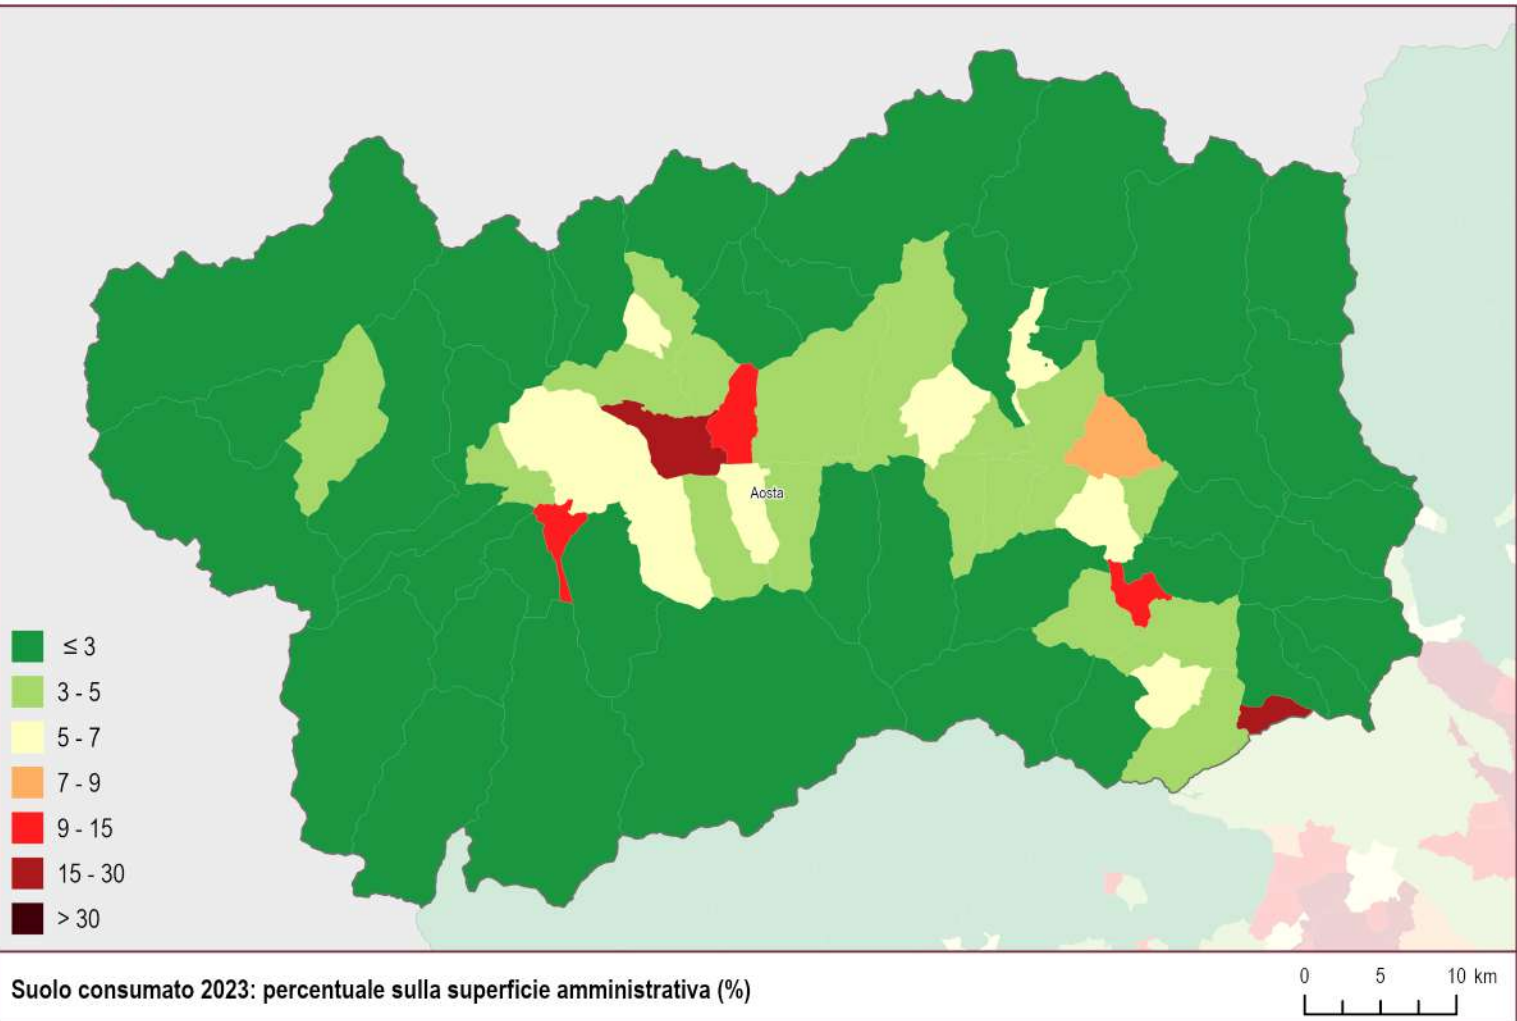 Aosta
≤ 3
3 - 5
5 - 7
7 - 9
9 - 15
15 - 30
> 30
Suolo consumato 2023: percentuale sulla superficie amministrativa (%)
0 5 10 km